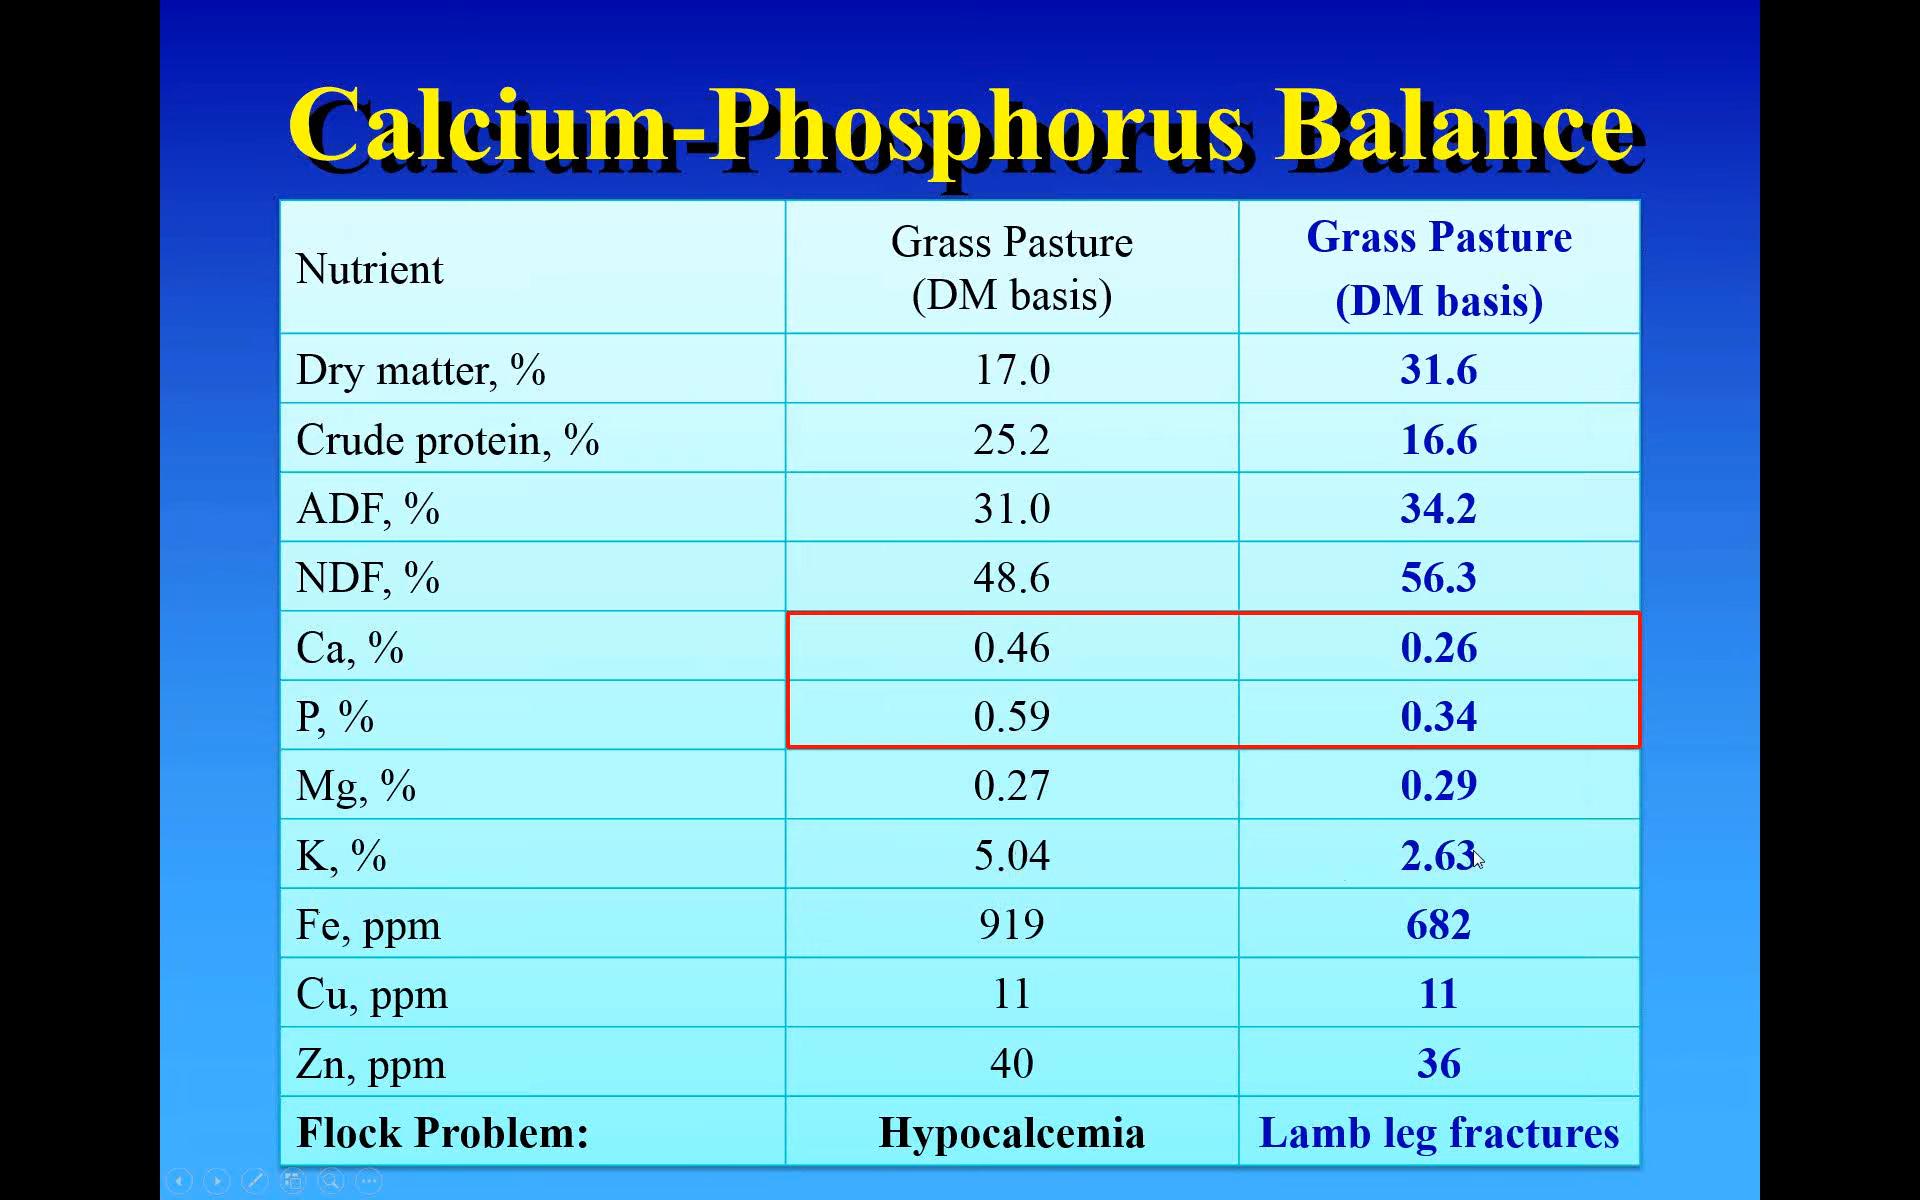 Calcium-Phosphorus Balance
Nutrient
Grass Pasture
(DM basis)
Grass Pasture
(DM basis)
Dry matter, % 17.0 31.6
Crude protein, % 25.2 16.6
ADF, % 31.0 34.2
NDF, % 48.6 56.3
Ca, % 0.46 0.26
P, % 0.59 0.34
Mg, % 0.27 0.29
K, % 5.04 2.63
Fe, ppm 919 682
Cu, ppm 11 11
Zn, ppm 40 36
Flock Problem: Hypocalcemia Lamb leg fractures